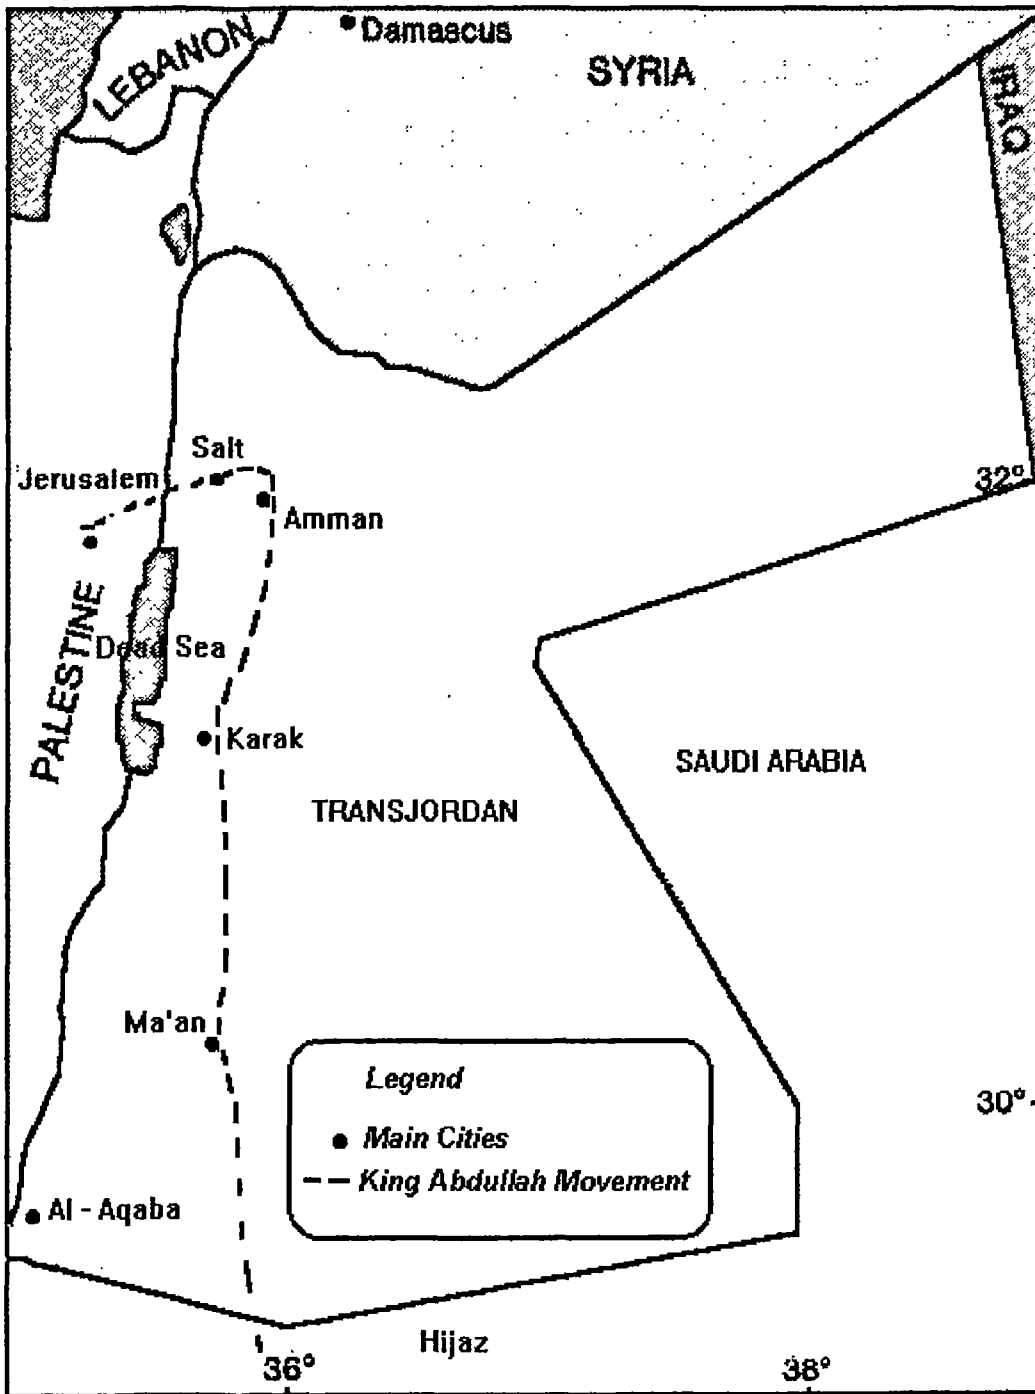 Damascus
LEBANON
SYRIA
IRAQ
Salt
Jerusalem
32°
Amman
PALESTINE
Dead Sea
Karak
SAUDI ARABIA
TRANSJORDAN
Ma'an
Legend
Main Cities
King Abdullah Movement
30°
Al - Aqaba
Hijaz
36°
38°